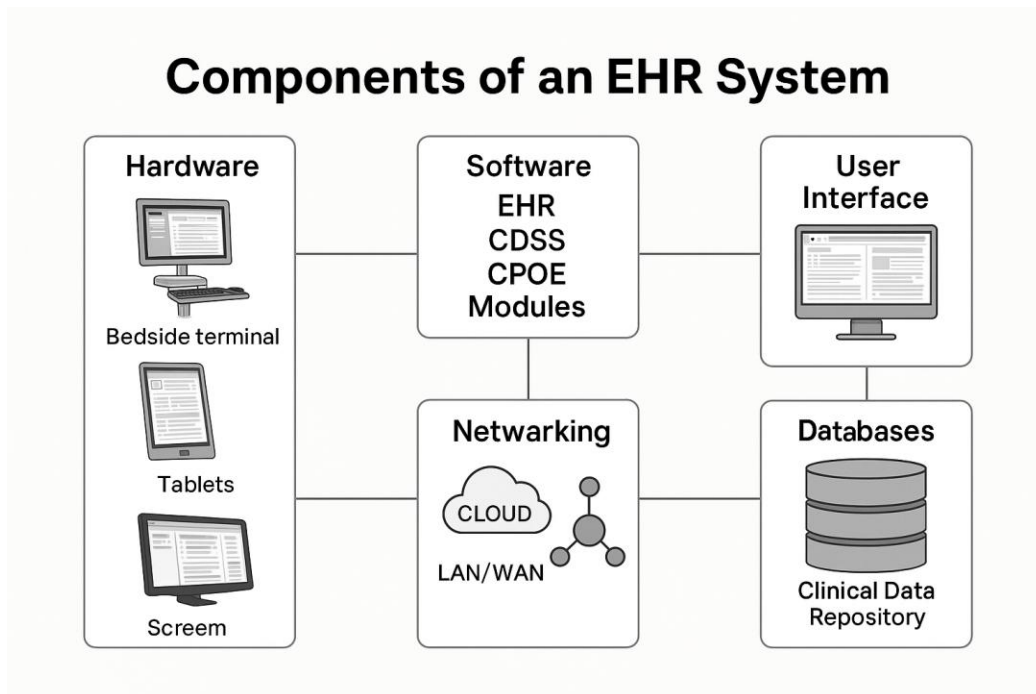 Components of an EHR System
Hardware
Bedside terminal
Tablets
Screem
Software
EHR
CDSS
CPOE
Modules
User
Interface
Netwarking
CLOUD
LAN/WAN
Databases
Clinical Data
Repository